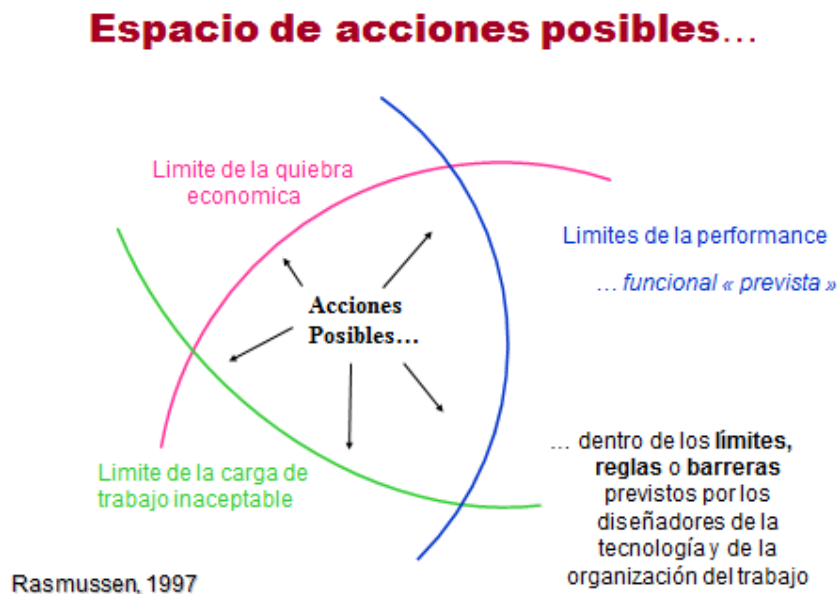 Espacio de acciones posibles…
Limite de la quiebra
economica
Limites de la performance
… funcional « prevista »
Acciones
Posibles…
Limite de la carga de
trabajo inaceptable
… dentro de los límites,
reglas o barreras
previstos por los
diseñadores de la
tecnología y de la
organización del trabajo
Rasmussen, 1997